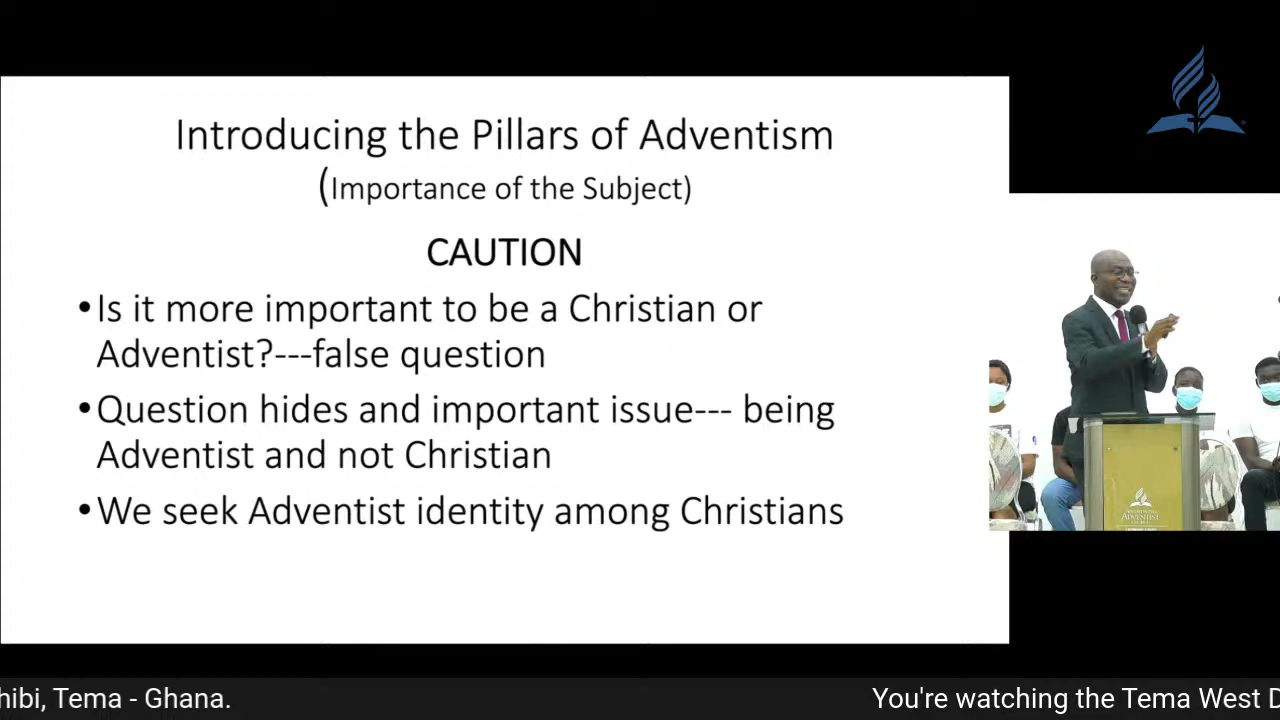 Introducing the Pillars of Adventism
(Importance of the Subject)
CAUTION
•Is it more important to be a Christian or
Adventist?---false question
•Question hides and important issue--- being
Adventist and not Christian
•We seek Adventist identity among Christians
ADVENTIST
hibi, Tema - Ghana.
You're watching the Tema West D